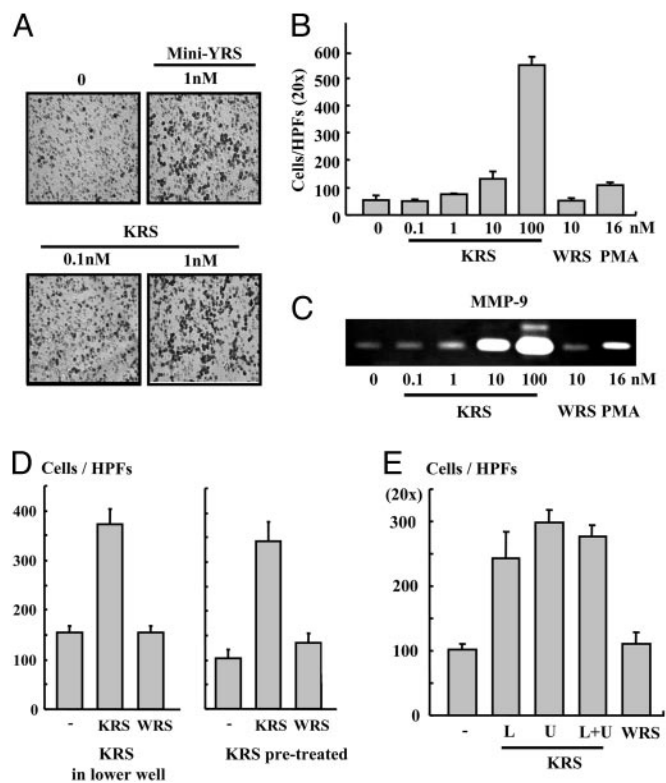 A
Mini-YRS
0 1nM
KRS
0.1nM 1nM
B
Cells/HPFs (20x)
600
500
400
300
200
100
0
0 0.1 1 10 100 10 16 nM
KRS WRS PMA
C
MMP-9
0 0.1 1 10 100 10 16 nM
KRS WRS PMA
D
Cells / HPFs
400
300
200
100
0
- KRS WRS
KRS
in lower well
- KRS WRS
KRS pre-treated
E
Cells / HPFs
(20x)
300
200
100
0
- L U L+U WRS
KRS